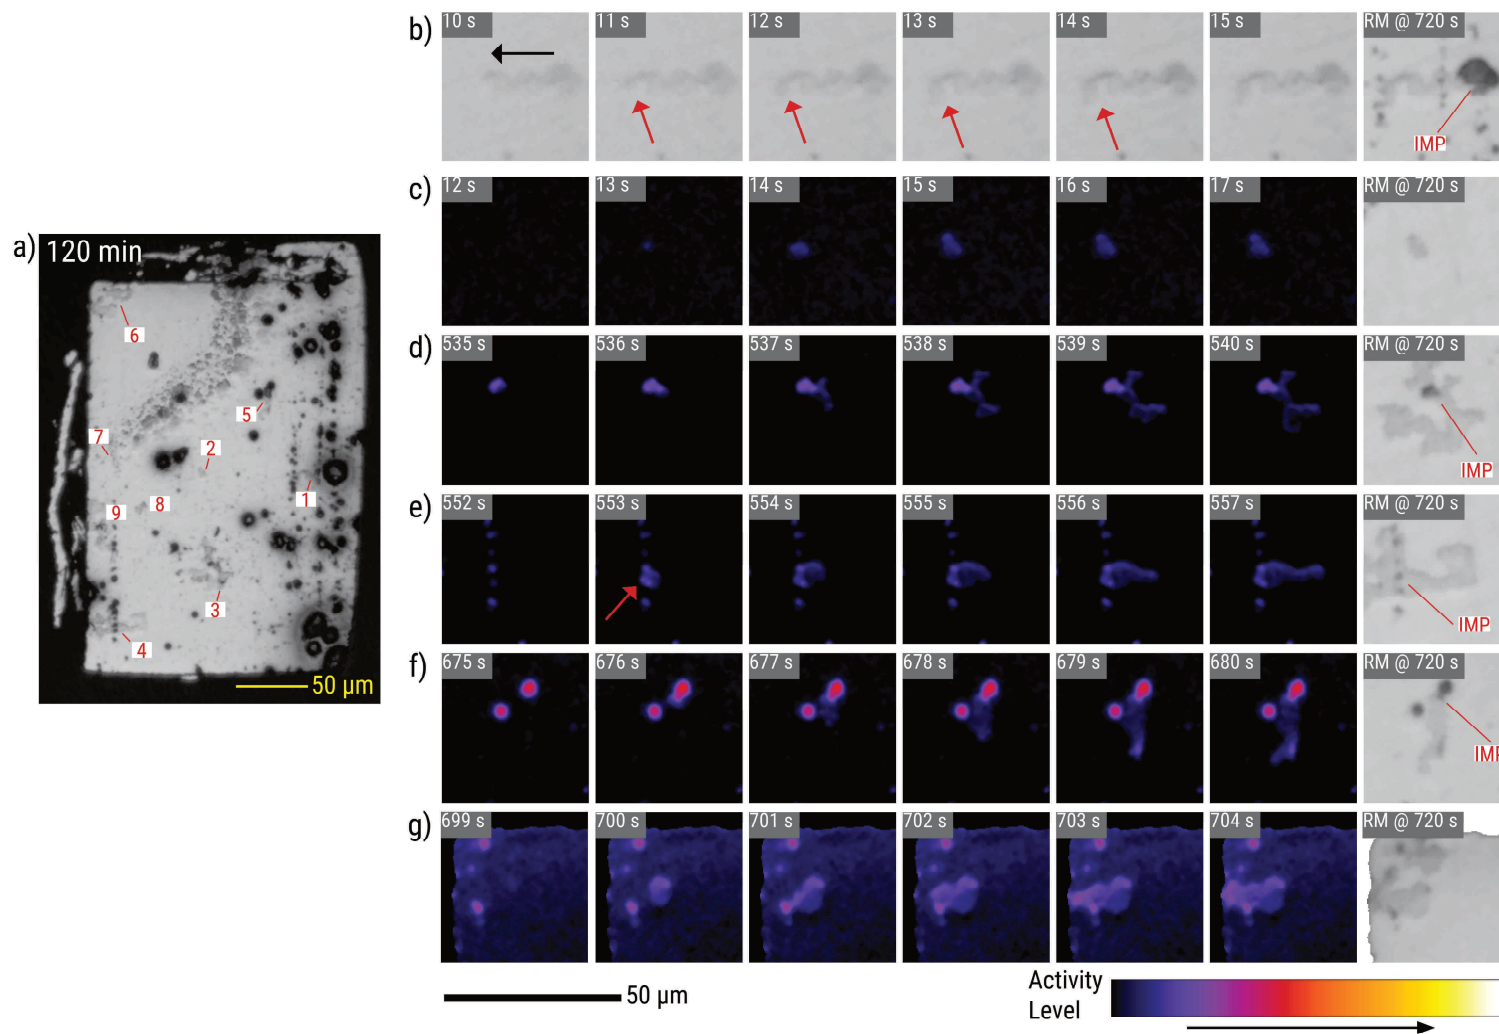 a) 120 min
6
5
7
2
1
8
9
3
4
50 µm
b) 10 s 11 s 12 s 13 s 14 s 15 s RM @ 720 s
IMP
c) 12 s 13 s 14 s 15 s 16 s 17 s RM @ 720 s
d) 535 s 536 s 537 s 538 s 539 s 540 s RM @ 720 s
IMP
e) 552 s 553 s 554 s 555 s 556 s 557 s RM @ 720 s
IMP
f) 675 s 676 s 677 s 678 s 679 s 680 s RM @ 720 s
IMP
g) 699 s 700 s 701 s 702 s 703 s 704 s RM @ 720 s
50 µm
Activity
Level